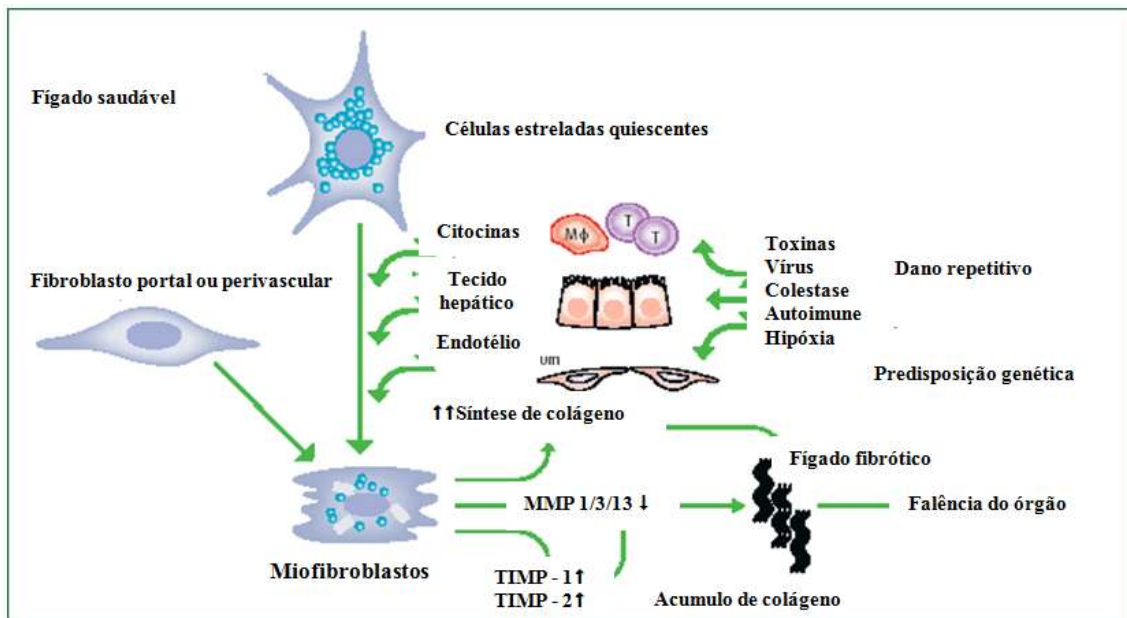 Fígado saudável
Células estreladas quiescentes
Citocinas
Mφ
T
T
Toxinas
Vírus
Colestase
Autoimune
Hipóxia
Dano repetitivo
Fibroblasto portal ou perivascular
Tecido
hepático
Endotélio
um
Predisposição genética
↑↑Síntese de colágeno
Fígado fibrótico
MMP 1/3/13 ↓
Falência do órgão
Miofibroblastos
TIMP - 1↑
TIMP - 2↑
Acumulo de colágeno